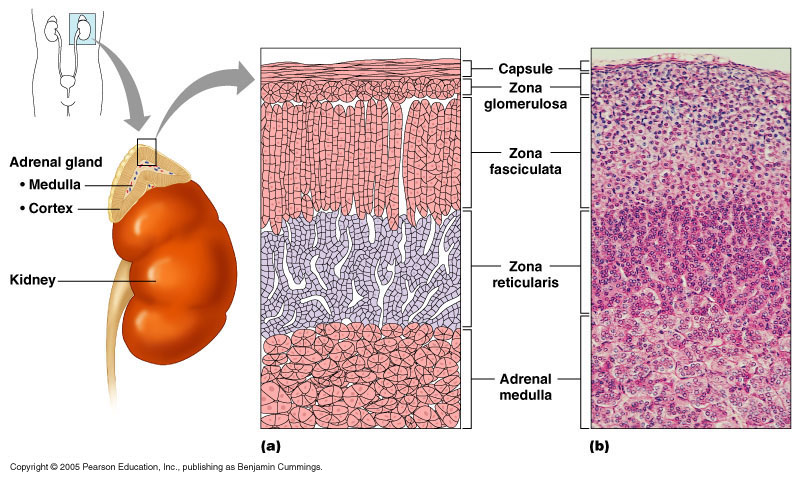 Adrenal gland
• Medulla
• Cortex
Kidney
Capsule
Zona
glomerulosa
Zona
fasciculata
Zona
reticularis
Adrenal
medulla
(a)
(b)
Copyright © 2005 Pearson Education, Inc., publishing as Benjamin Cummings.